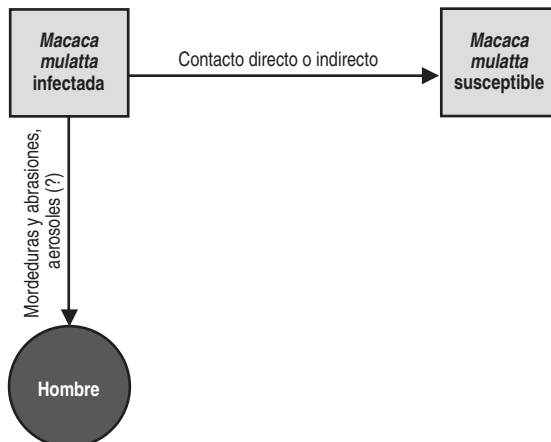 Macaca
mulatta
infectada
Contacto directo o indirecto
Macaca
mulatta
susceptible
Mordeduras y abrasiones,
aerosoles (?)
Hombre